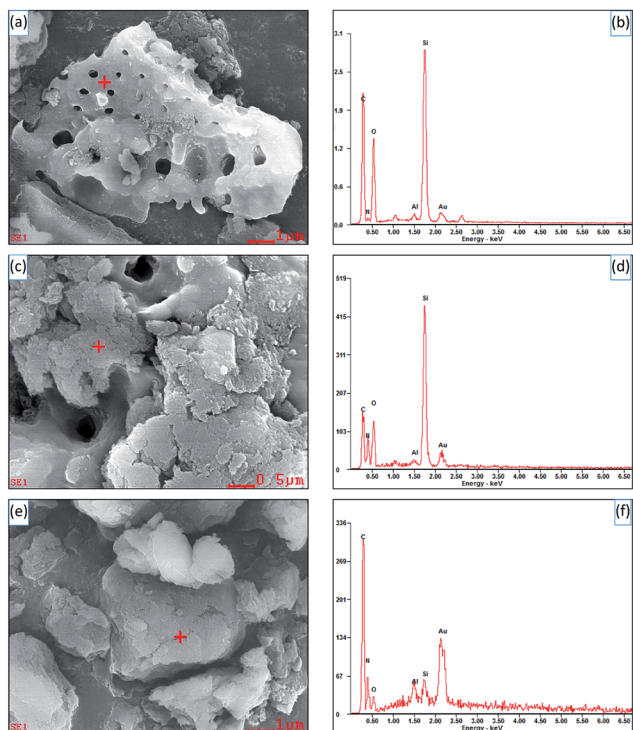 (a)
SE1
1μm
(b)
3.1
2.5
1.9
1.2
0.6
0.0
C
N
O
Al
Si
Au
0.50 1.00 1.50 2.00 2.50 3.00 3.50 4.00 4.50 5.00 5.50 6.00 6.50
Energy - keV
(c)
SE1
0.5μm
(d)
519
415
311
207
103
0
C
N
O
Al
Si
Au
0.50 1.00 1.50 2.00 2.50 3.00 3.50 4.00 4.50 5.00 5.50 6.00 6.50
Energy - keV
(e)
SE1
1μm
(f)
336
269
201
134
67
0
C
N
O
Al
Si
Au
0.50 1.00 1.50 2.00 2.50 3.00 3.50 4.00 4.50 5.00 5.50 6.00 6.50
Energy - keV